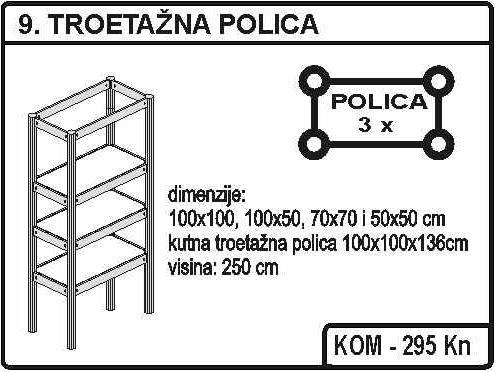 9. TROETAŽNA POLICA
POLICA
3 x
dimenzije:
100x100, 100x50, 70x70 i 50x50 cm
kutna troetažna polica 100x100x136cm
visina: 250 cm
KOM - 295 Kn